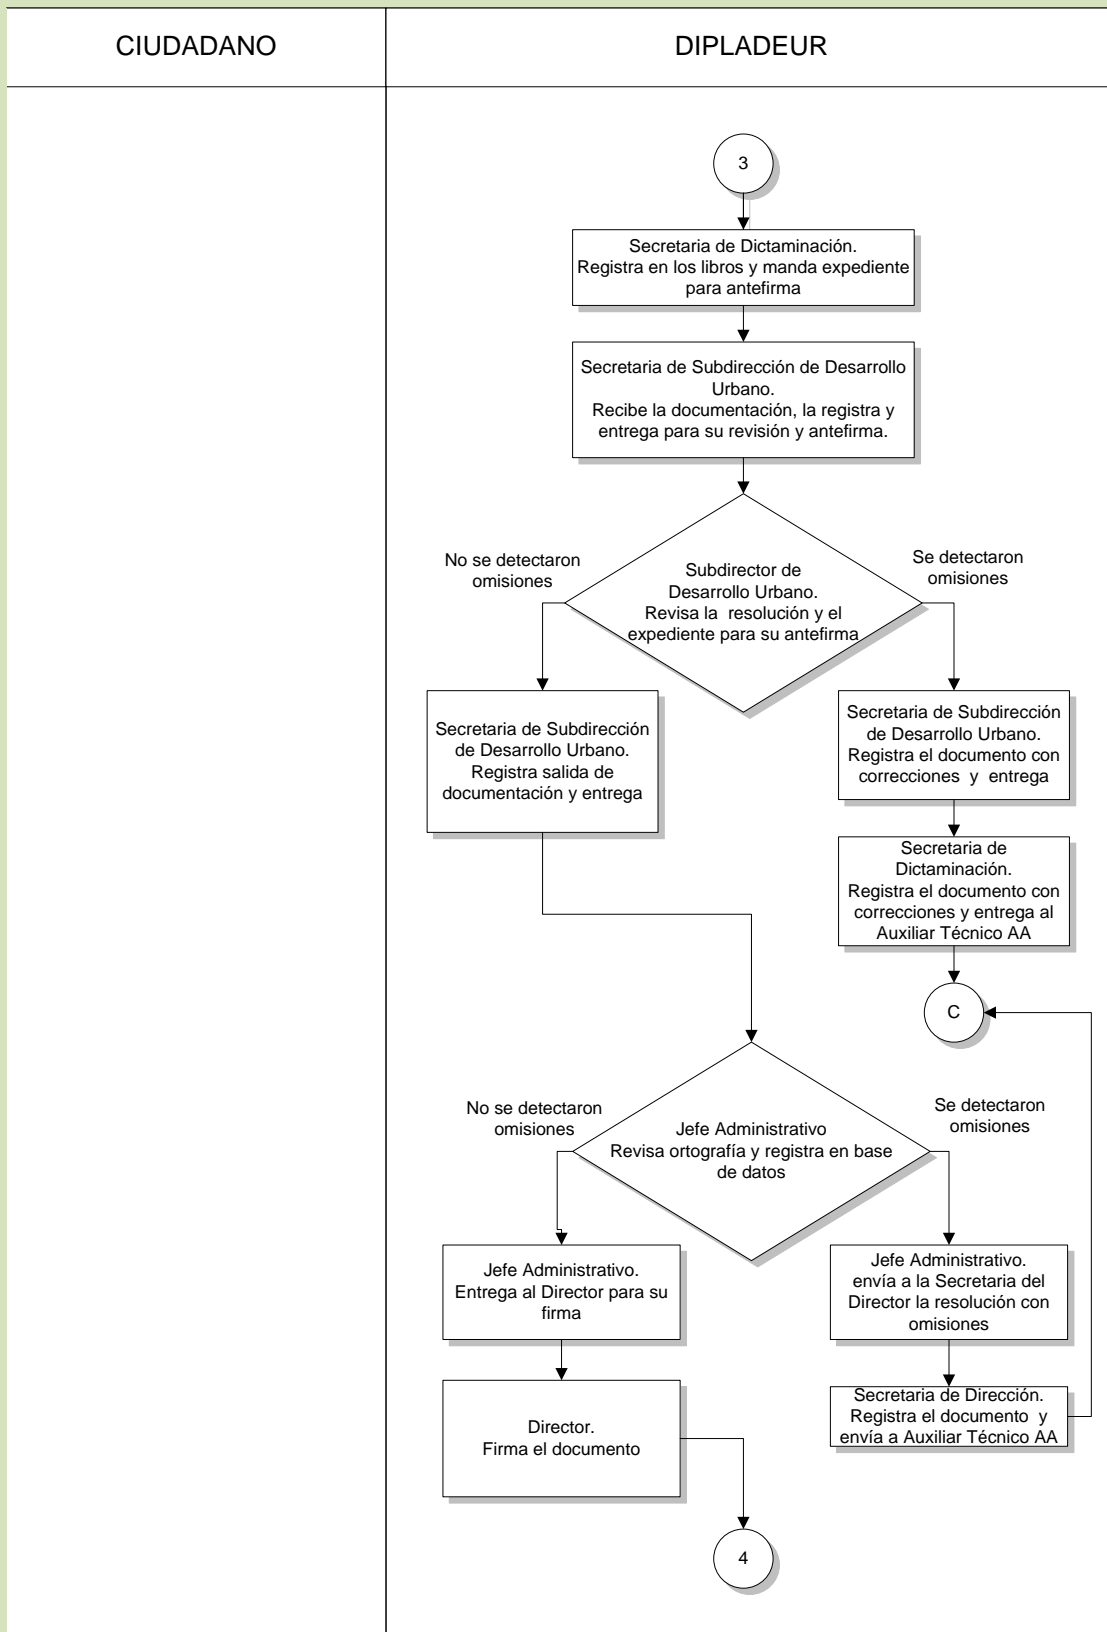 CIUDADANO
DIPLADEUR
3
Secretaria de Dictaminación.
Registra en los libros y manda expediente
para antefirma
Secretaria de Subdirección de Desarrollo
Urbano.
Recibe la documentación, la registra y
entrega para su revisión y antefirma.
No se detectaron
omisiones
Se detectaron
omisiones
Subdirector de
Desarrollo Urbano.
Revisa la resolución y el
expediente para su antefirma
Secretaria de Subdirección
de Desarrollo Urbano.
Registra salida de
documentación y entrega
Secretaria de Subdirección
de Desarrollo Urbano.
Registra el documento con
correcciones y entrega
Secretaria de
Dictaminación.
Registra el documento con
correcciones y entrega al
Auxiliar Técnico AA
C
No se detectaron
omisiones
Se detectaron
omisiones
Jefe Administrativo
Revisa ortografía y registra en base
de datos
Jefe Administrativo.
Entrega al Director para su
firma
Jefe Administrativo.
envía a la Secretaria del
Director la resolución con
omisiones
Director.
Firma el documento
Secretaria de Dirección.
Registra el documento y
envía a Auxiliar Técnico AA
4